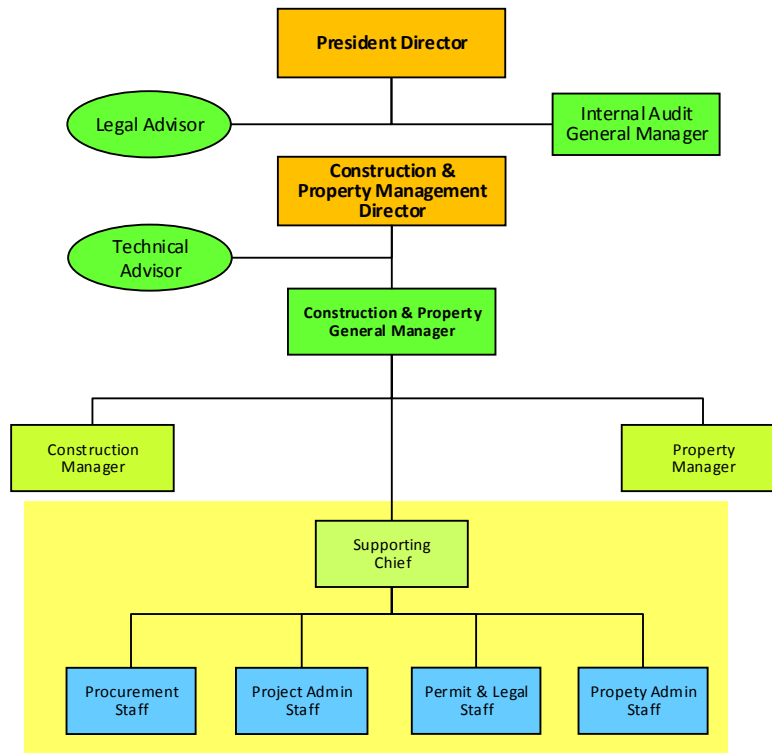 President Director
Legal Advisor
Internal Audit
General Manager
Construction &
Property Management
Director
Technical
Advisor
Construction & Property
General Manager
Construction
Manager
Property
Manager
Supporting
Chief
Procurement
Staff
Project Admin
Staff
Permit & Legal
Staff
Propety Admin
Staff